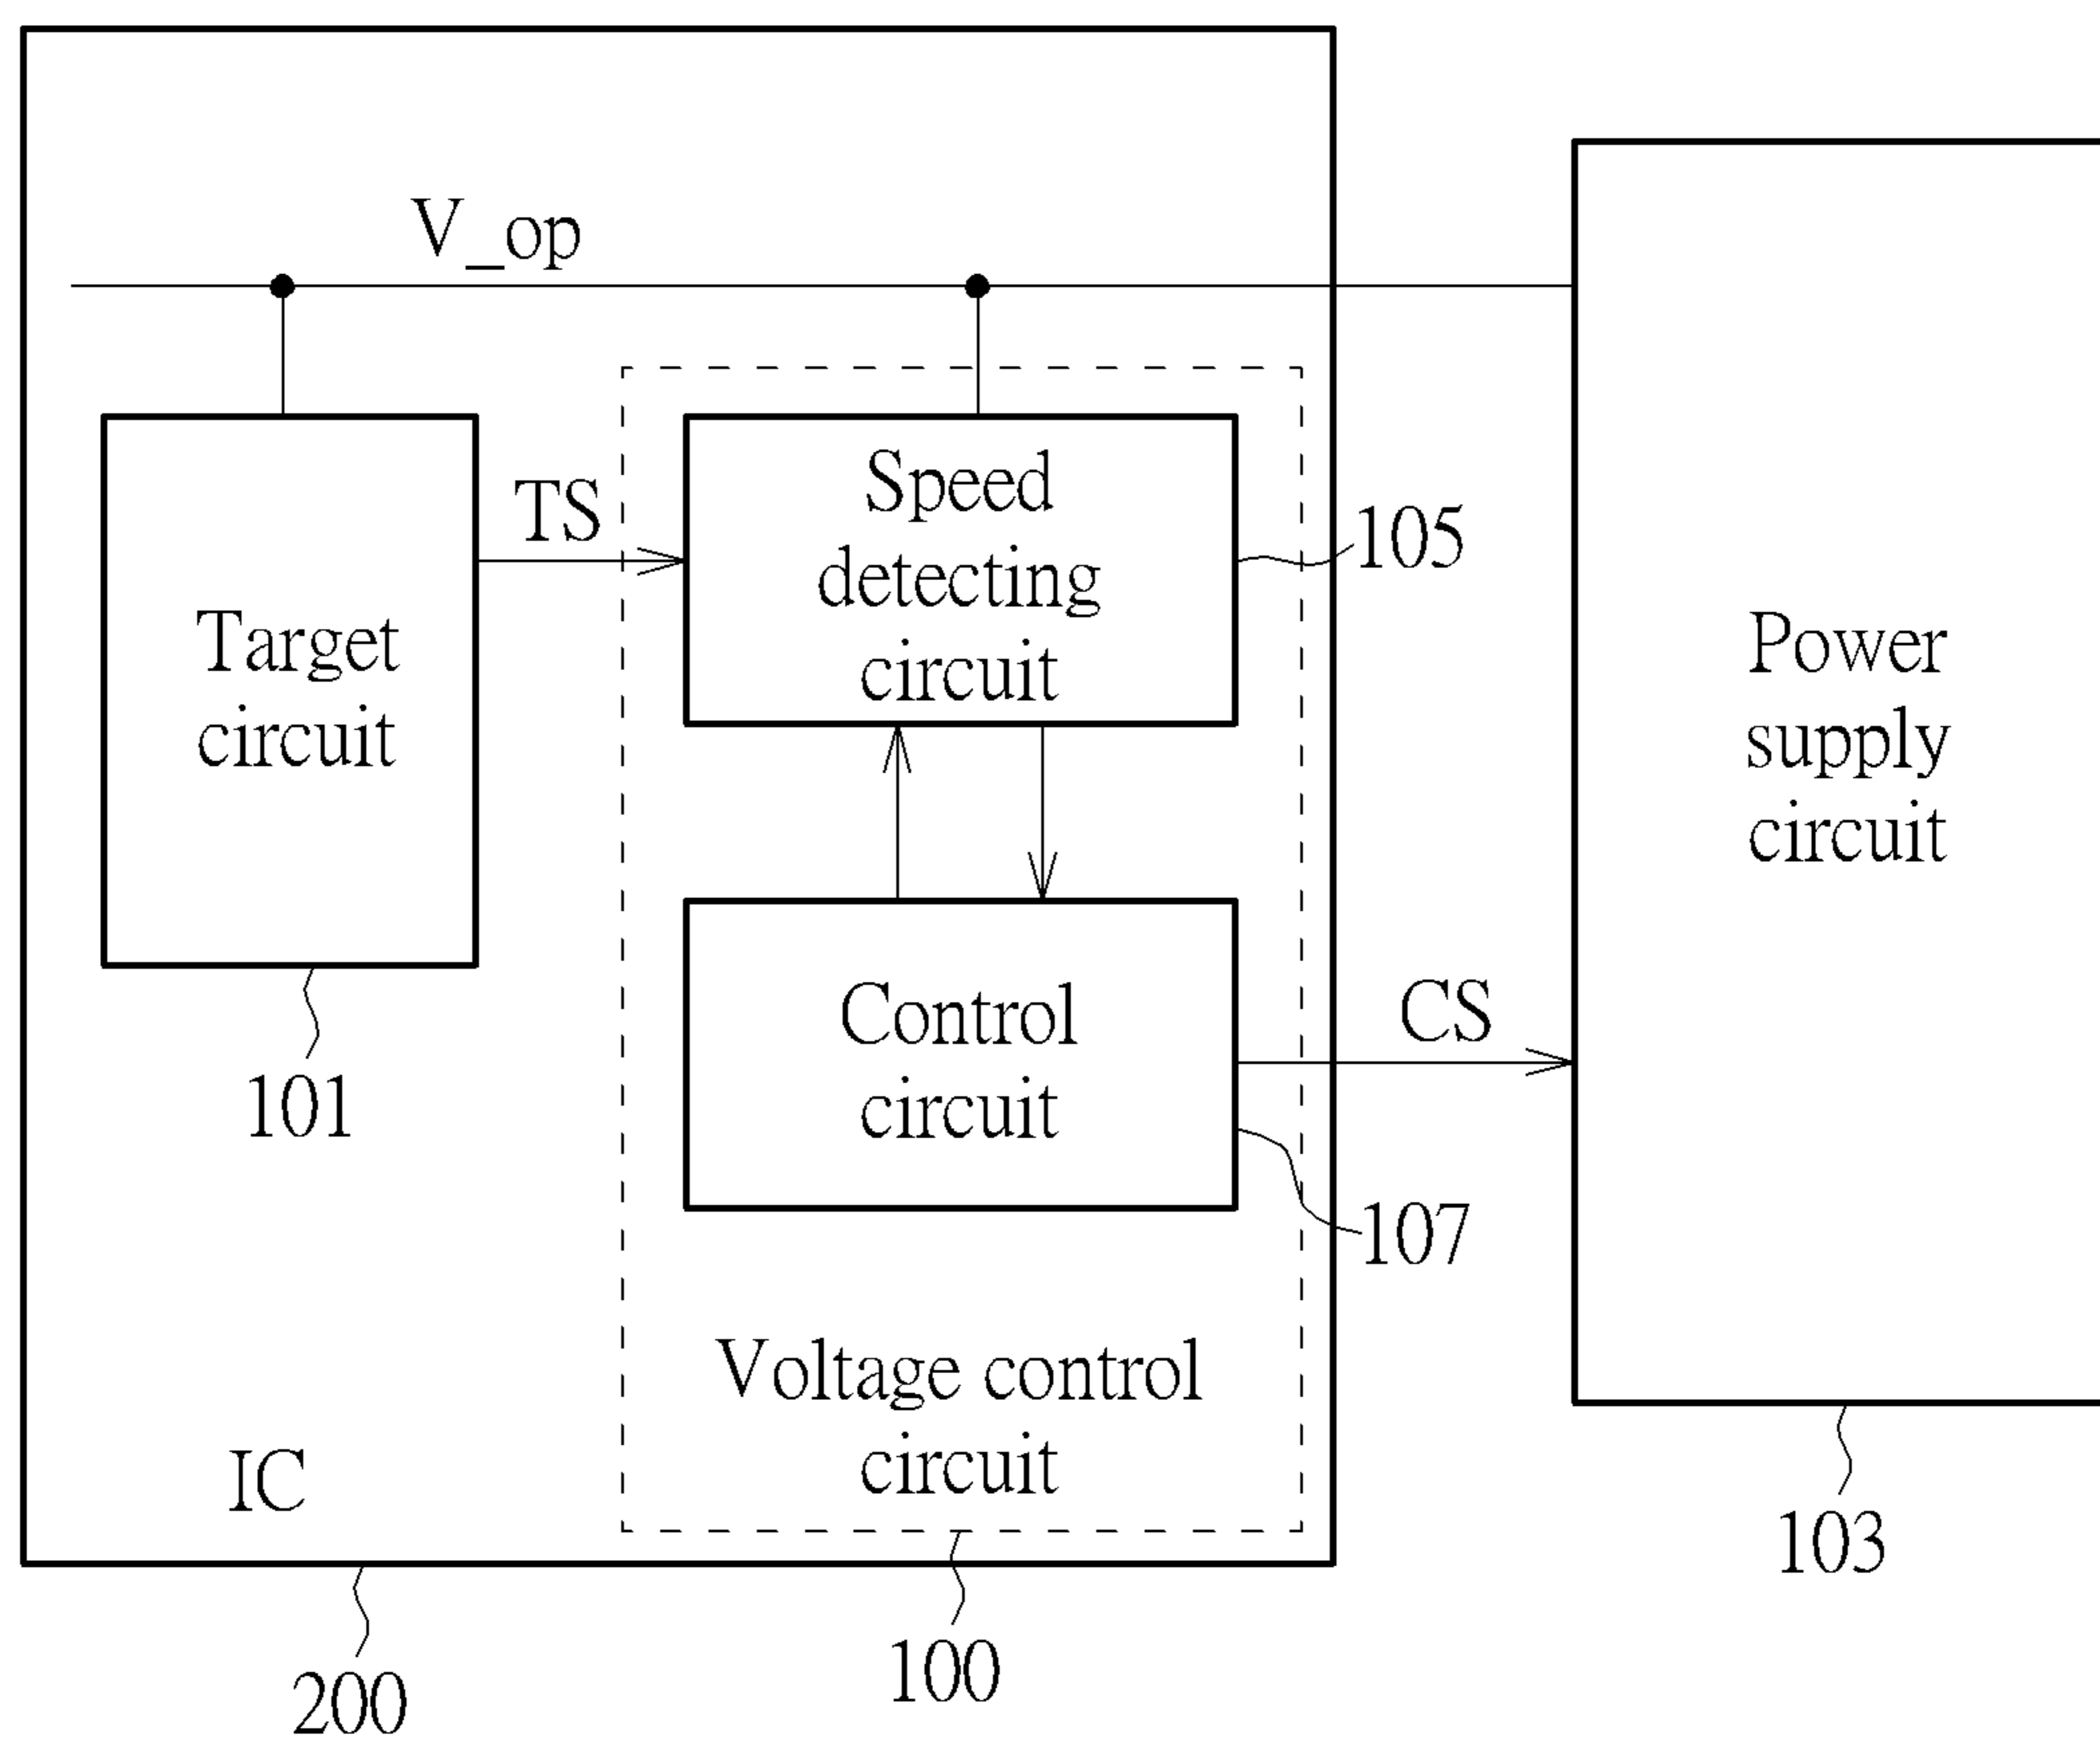 V_op
TS
Speed
detecting
circuit
105
Target
circuit
101
Power
supply
circuit
Control
circuit
CS
107
Voltage control
circuit
IC
103
100
200